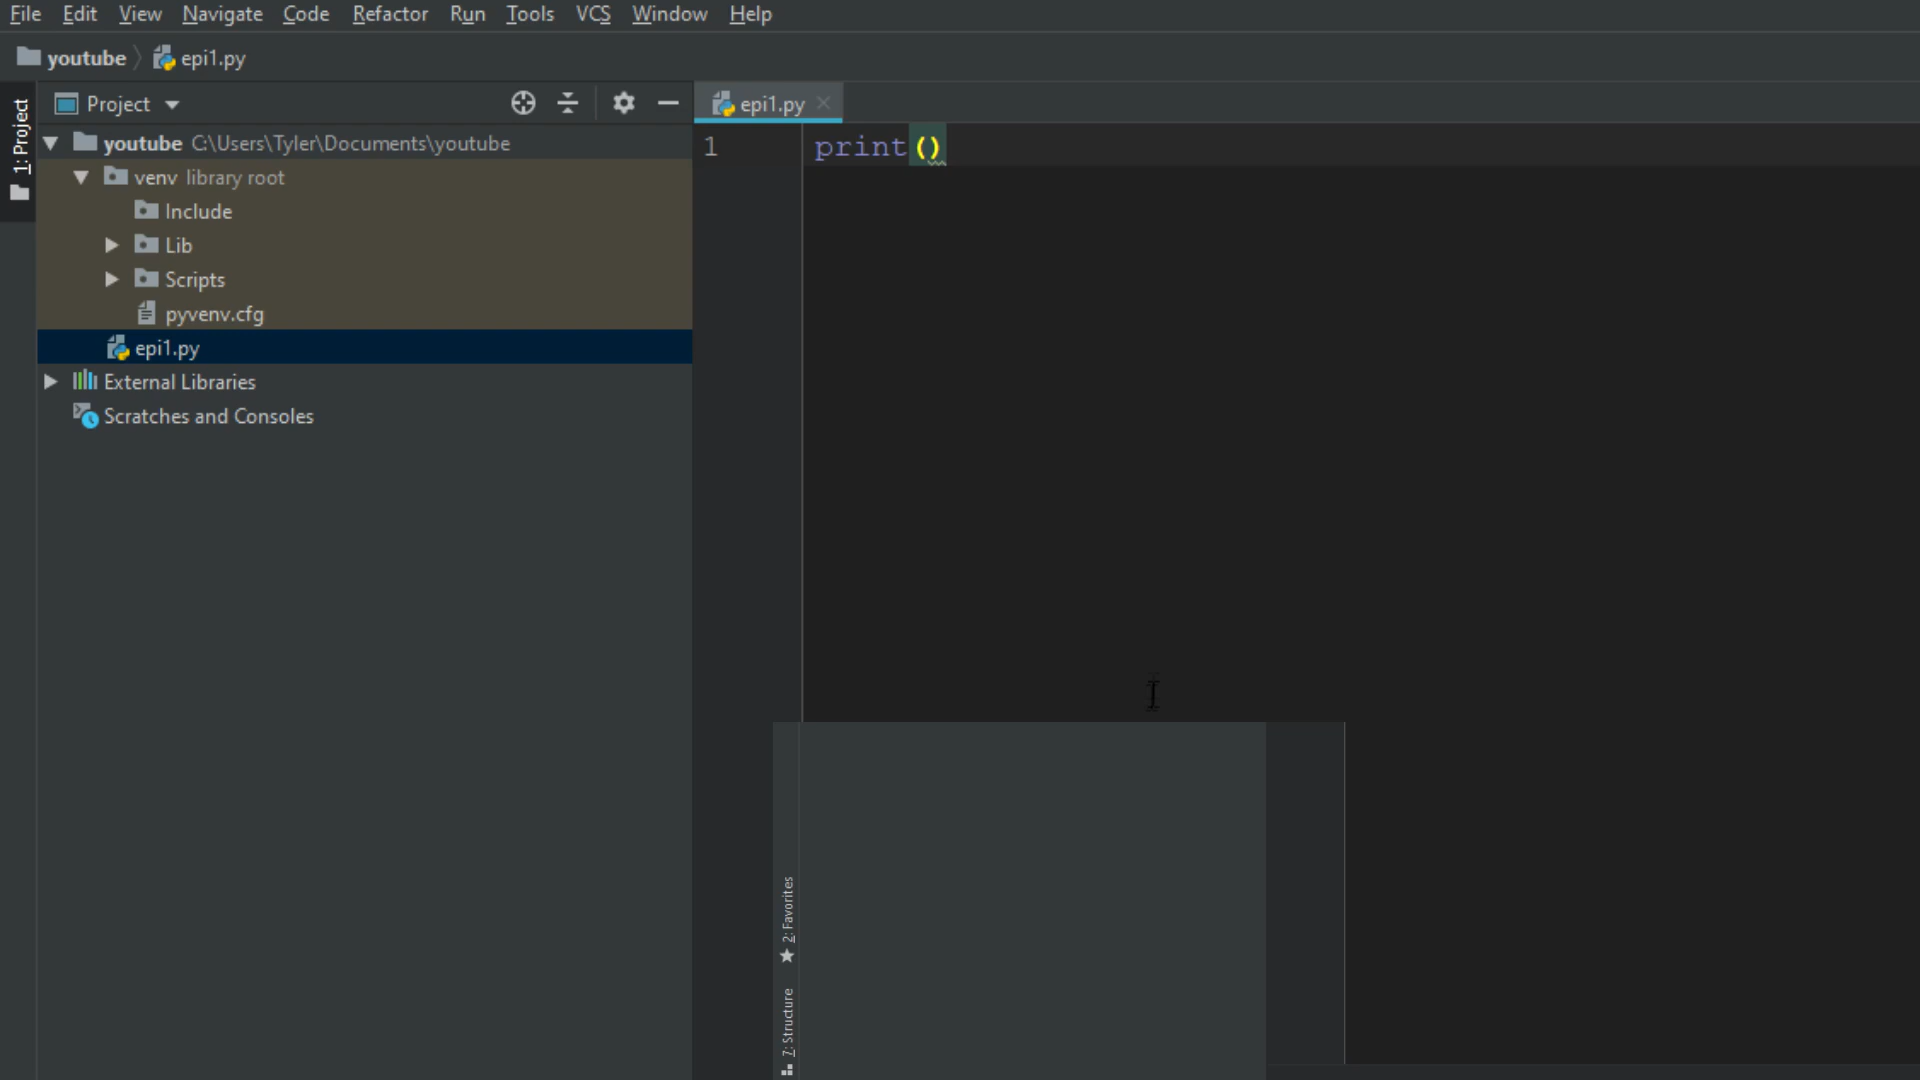 File Edit View Navigate Code Refactor Run Tools VCS Window Help
youtube epi1.py
1: Project
Project
epi1.py
youtube C:\Users\Tyler\Documents\youtube
1 print()
venv library root
Include
Lib
Scripts
pyvenv.cfg
epi1.py
External Libraries
Scratches and Consoles
2: Favorites
7: Structure